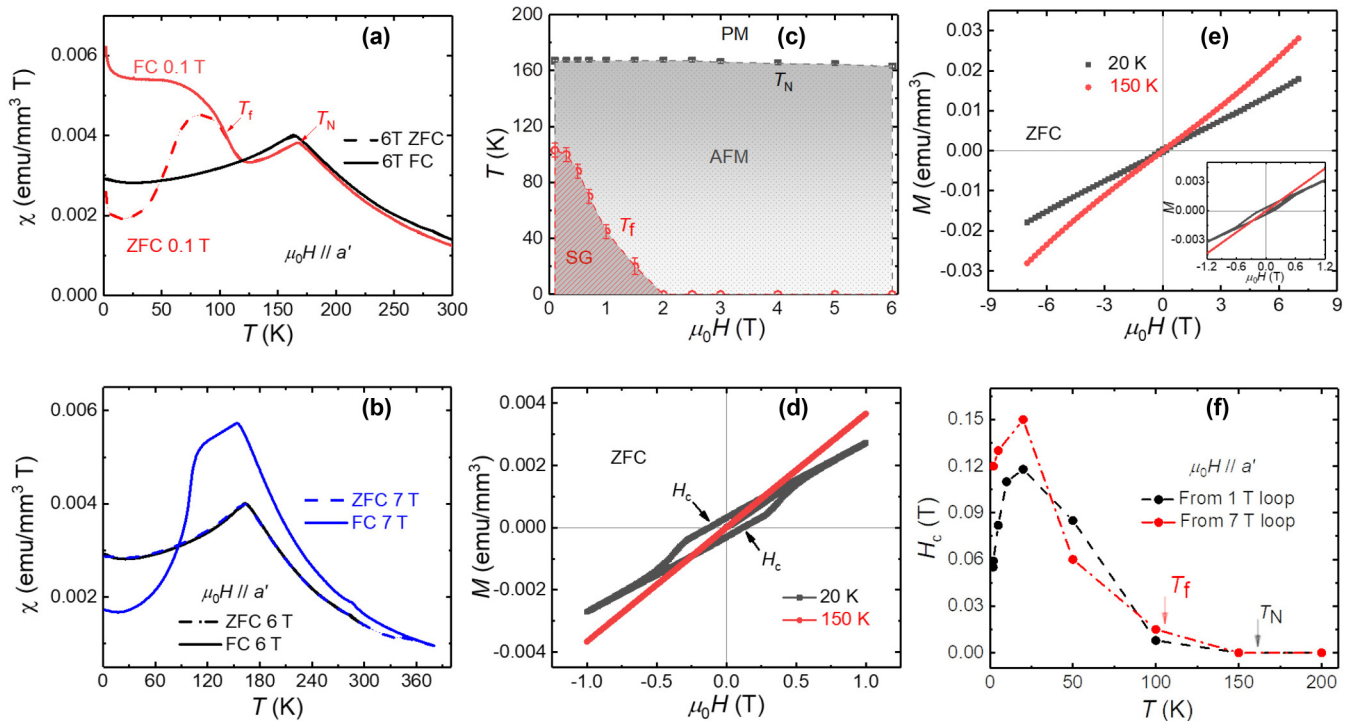 (a)
0.006
0.004
0.002
0.000
χ (emu/mm³ T)
FC 0.1 T
T_f
T_N
6T ZFC
6T FC
ZFC 0.1 T
μ₀H // a'
0 50 100 150 200 250 300
T (K)
(c)
200
160
120
80
40
0
T (K)
PM
T_N
AFM
T_f
SG
0 1 2 3 4 5 6
μ₀H (T)
(e)
0.03
0.02
0.01
0.00
-0.01
-0.02
-0.03
M (emu/mm³)
20 K
150 K
ZFC
0.003
0.000
-0.003
M
-1.2 -0.6 0.0 0.6 1.2
μ₀H (T)
-9 -6 -3 0 3 6 9
μ₀H (T)
(b)
0.006
0.004
0.002
χ (emu/mm³ T)
ZFC 7 T
FC 7 T
μ₀H // a'
ZFC 6 T
FC 6 T
0 60 120 180 240 300 360
T (K)
(d)
0.004
0.002
0.000
-0.002
-0.004
M (emu/mm³)
ZFC
H_c
H_c
20 K
150 K
-1.0 -0.5 0.0 0.5 1.0
μ₀H (T)
(f)
0.15
0.12
0.09
0.06
0.03
0.00
H_c (T)
μ₀H // a'
From 1 T loop
From 7 T loop
T_f
T_N
0 50 100 150 200
T (K)